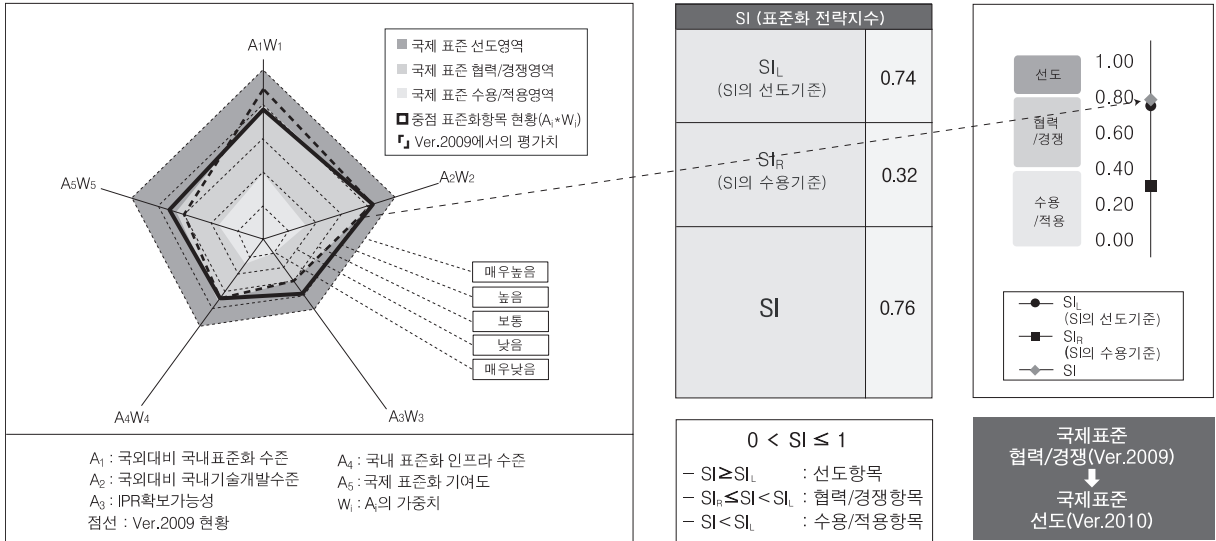 A₁W₁
A₂W₂
A₃W₃
A₄W₄
A₅W₅
국제 표준 선도영역
국제 표준 협력/경쟁영역
국제 표준 수용/적용영역
중점 표준화항목 현황(Aᵢ*Wᵢ)
Ver.2009에서의 평가치
매우높음
높음
보통
낮음
매우낮음
A₁ : 국외대비 국내표준화 수준
A₂ : 국외대비 국내기술개발수준
A₃ : IPR확보가능성
점선 : Ver.2009 현황
A₄ : 국내 표준화 인프라 수준
A₅ : 국제 표준화 기여도
Wᵢ : Aᵢ의 가중치
SI (표준화 전략지수)
SI_L
(SI의 선도기준)
0.74
SI_R
(SI의 수용기준)
0.32
SI
0.76
0 < SI ≤ 1
– SI≥SI_L : 선도항목
– SI_R≤SI<SI_L : 협력/경쟁항목
– SI<SI_L : 수용/적용항목
선도
협력
/경쟁
수용
/적용
1.00
0.80
0.60
0.40
0.20
0.00
SI_L
(SI의 선도기준)
SI_R
(SI의 수용기준)
SI
국제표준
협력/경쟁(Ver.2009)
국제표준
선도(Ver.2010)